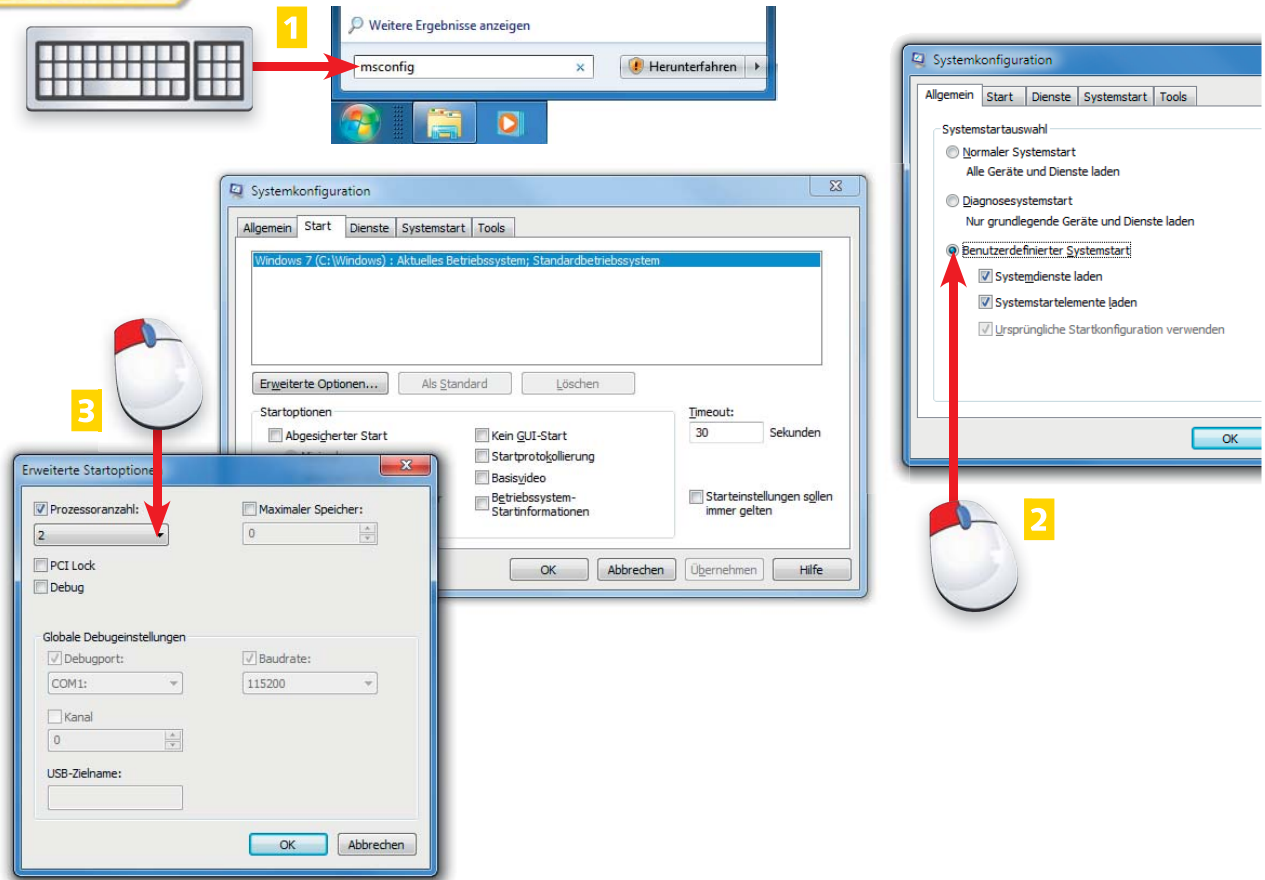 1
Weitere Ergebnisse anzeigen
msconfig
Herunterfahren
Systemkonfiguration
Allgemein Start Dienste Systemstart Tools
Systemstartauswahl
Normaler Systemstart
Alle Geräte und Dienste laden
Diagnosesystemstart
Nur grundlegende Geräte und Dienste laden
Benutzerdefinierter Systemstart
Systemdienste laden
Systemstartelemente laden
Ursprüngliche Startkonfiguration verwenden
OK
2
Systemkonfiguration
Allgemein Start Dienste Systemstart Tools
Windows 7 (C:\Windows) : Aktuelles Betriebssystem; Standardbetriebssystem
Erweiterte Optionen... Als Standard Löschen
Startoptionen
Abgesicherter Start
Kein GUI-Start
Startprotokollierung
Basisvideo
Betriebssystem-
Startinformationen
Timeout:
30 Sekunden
Starteinstellungen sollen
immer gelten
OK Abbrechen Übernehmen Hilfe
3
Erweiterte Startoptionen
Prozessoranzahl: Maximaler Speicher:
2 0
PCI Lock
Debug
Globale Debugeinstellungen
Debugport: Baudrate:
COM1: 115200
Kanal
0
USB-Zielname:
OK Abbrechen